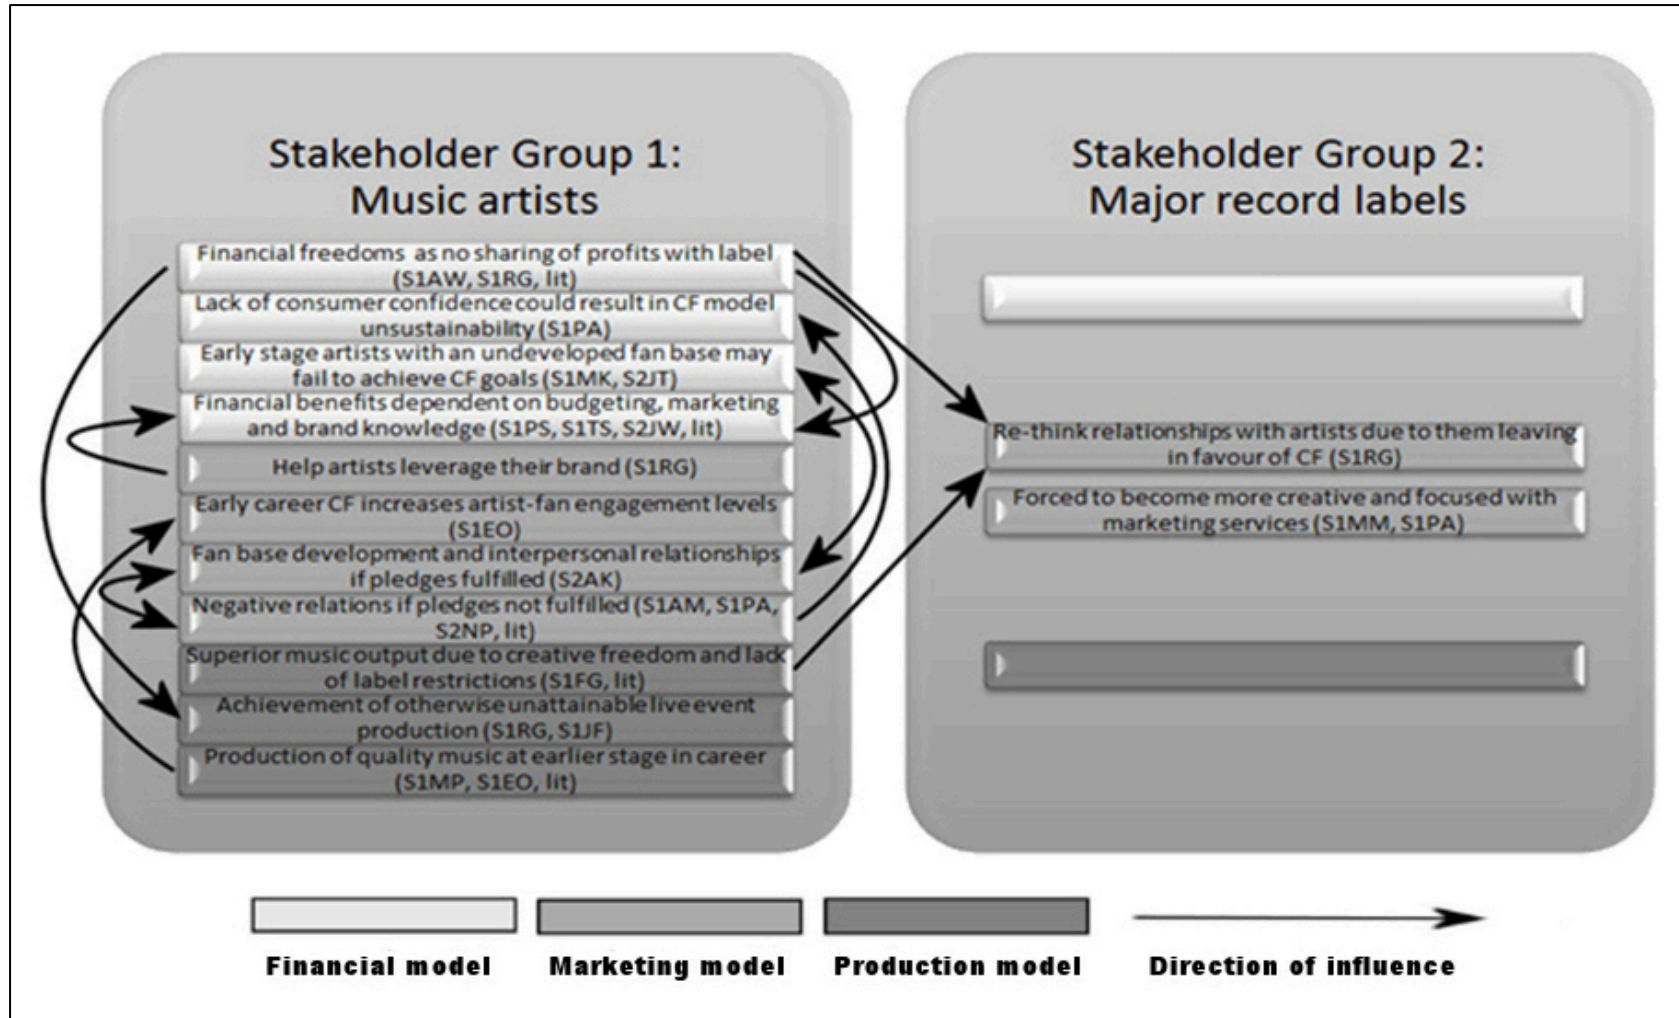 Stakeholder Group 1:
Music artists
Financial freedoms as no sharing of profits with label
(S1AW, S1RG, lit)
Lack of consumer confidence could result in CF model
unsustainability (S1PA)
Early stage artists with an undeveloped fan base may
fail to achieve CF goals (S1MK, S2JT)
Financial benefits dependent on budgeting, marketing
and brand knowledge (S1PS, S1TS, S2JW, lit)
Help artists leverage their brand (S1RG)
Early career CF increases artist-fan engagement levels
(S1EO)
Fan base development and interpersonal relationships
if pledges fulfilled (S2AK)
Negative relations if pledges not fulfilled (S1AM, S1PA,
S2NP, lit)
Superior music output due to creative freedom and lack
of label restrictions (S1FG, lit)
Achievement of otherwise unattainable live event
production (S1RG, S1JF)
Production of quality music at earlier stage in career
(S1MP, S1EO, lit)
Stakeholder Group 2:
Major record labels
Re-think relationships with artists due to them leaving
in favour of CF (S1RG)
Forced to become more creative and focused with
marketing services (S1MM, S1PA)
Financial model
Marketing model
Production model
Direction of influence